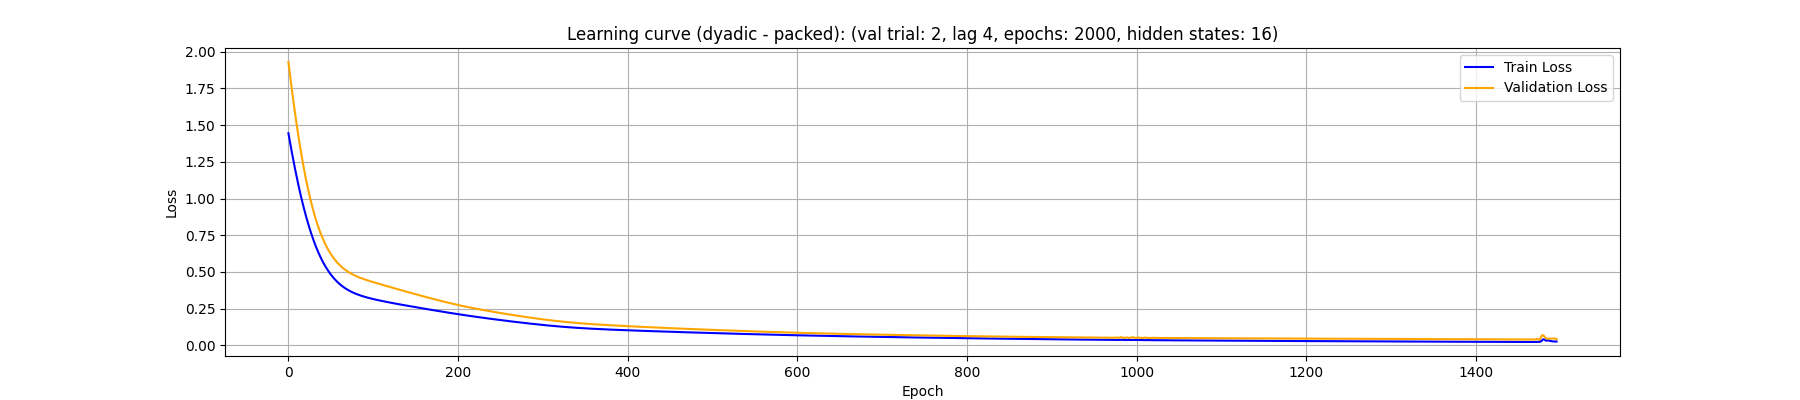 Learning curve (dyadic - packed): (val trial: 2, lag 4, epochs: 2000, hidden states: 16)
Train Loss
Validation Loss
2.00
1.75
1.50
1.25
1.00
0.75
0.50
0.25
0.00
Loss
0 200 400 600 800 1000 1200 1400
Epoch